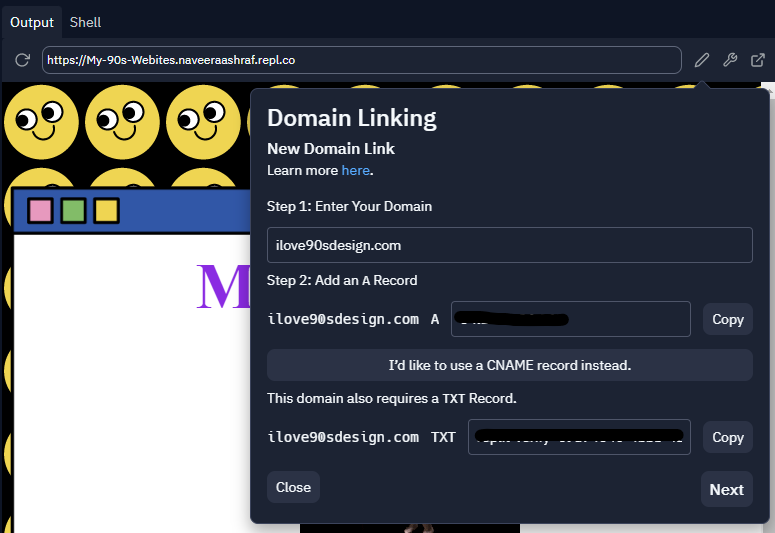 Output Shell
https://My-90s-Webites.naveeraashraf.repl.co
Domain Linking
New Domain Link
Learn more here.
Step 1: Enter Your Domain
ilove90sdesign.com
Step 2: Add an A Record
ilove90sdesign.com A
Copy
I'd like to use a CNAME record instead.
This domain also requires a TXT Record.
ilove90sdesign.com TXT
Copy
Close
Next
M